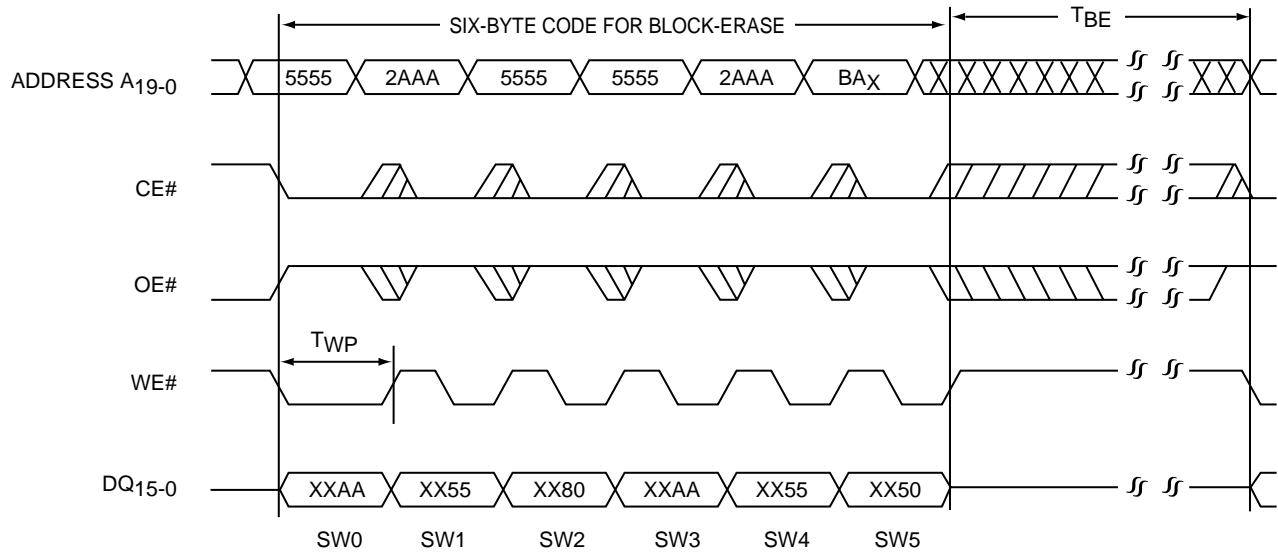 SIX-BYTE CODE FOR BLOCK-ERASE TBE
ADDRESS A19-0 5555 2AAA 5555 5555 2AAA BAX
CE#
OE#
TWP
WE#
DQ15-0 XXAA XX55 XX80 XXAA XX55 XX50
SW0 SW1 SW2 SW3 SW4 SW5